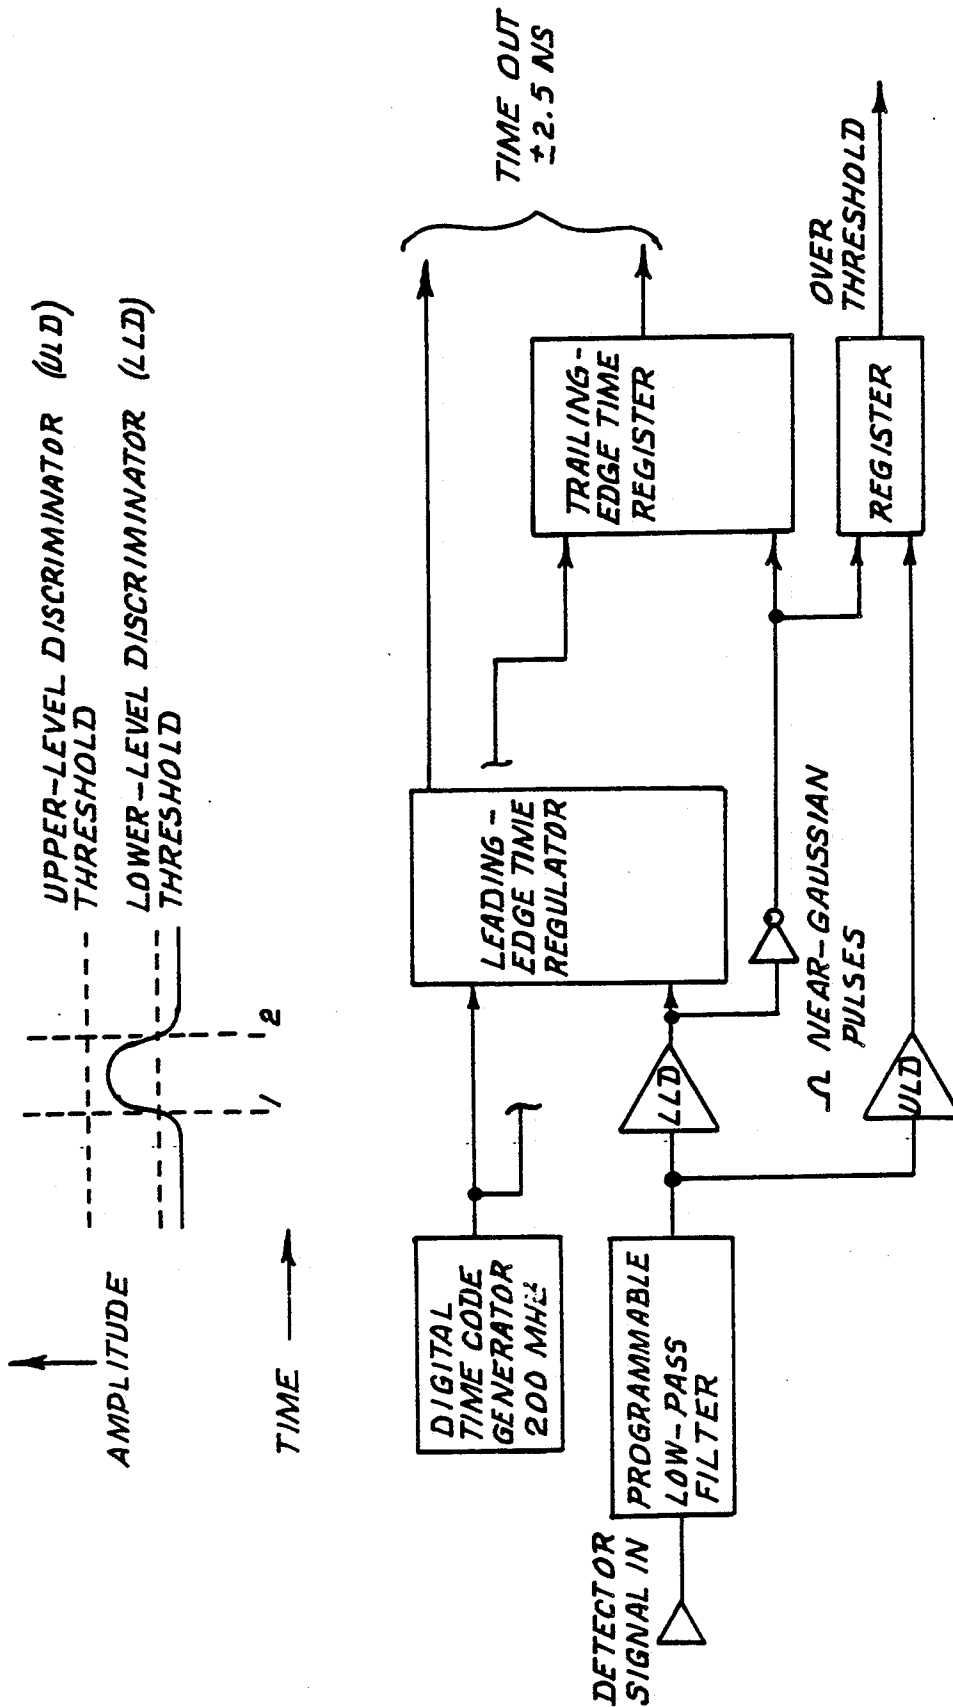 AMPLITUDE
UPPER-LEVEL DISCRIMINATOR (ULD)
THRESHOLD
LOWER-LEVEL DISCRIMINATOR (LLD)
THRESHOLD
1
2
TIME
DIGITAL
TIME CODE
GENERATOR
200 MHZ
LEADING-
EDGE TIME
REGULATOR
TRAILING-
EDGE TIME
REGISTER
TIME OUT
±2.5 NS
DETECTOR
SIGNAL IN
PROGRAMMABLE
LOW-PASS
FILTER
LLD
NEAR-GAUSSIAN
PULSES
ULD
REGISTER
OVER
THRESHOLD